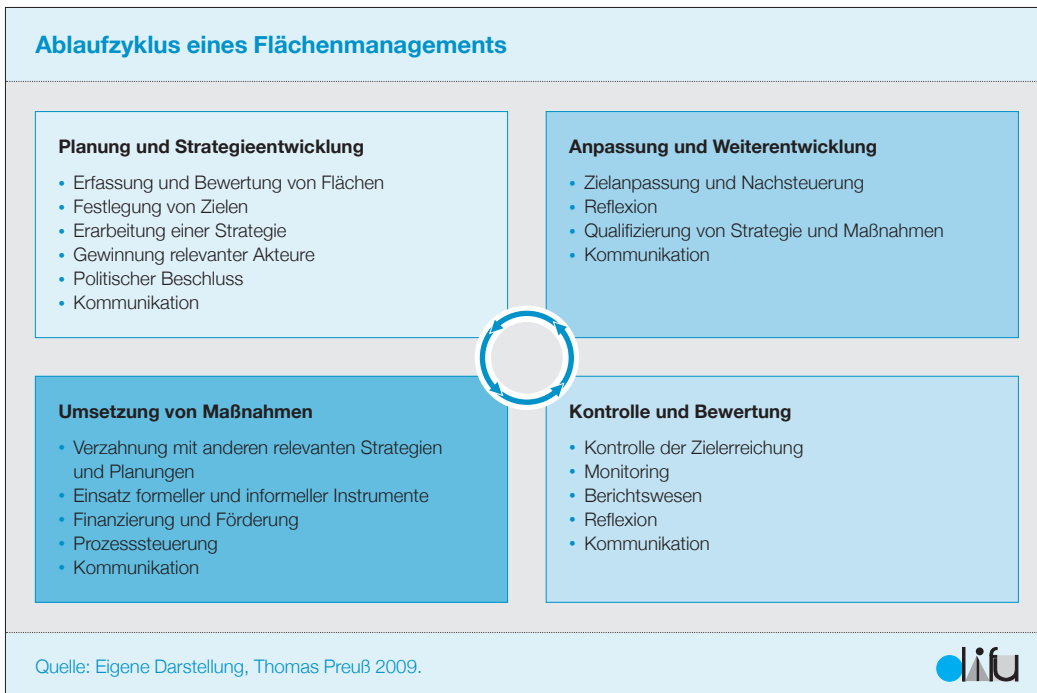 Ablaufzyklus eines Flächenmanagements
Planung und Strategieentwicklung
• Erfassung und Bewertung von Flächen
• Festlegung von Zielen
• Erarbeitung einer Strategie
• Gewinnung relevanter Akteure
• Politischer Beschluss
• Kommunikation
Anpassung und Weiterentwicklung
• Zielanpassung und Nachsteuerung
• Reflexion
• Qualifizierung von Strategie und Maßnahmen
• Kommunikation
Umsetzung von Maßnahmen
• Verzahnung mit anderen relevanten Strategien
und Planungen
• Einsatz formeller und informeller Instrumente
• Finanzierung und Förderung
• Prozesssteuerung
• Kommunikation
Kontrolle und Bewertung
• Kontrolle der Zielerreichung
• Monitoring
• Berichtswesen
• Reflexion
• Kommunikation
Quelle: Eigene Darstellung, Thomas Preuß 2009.
difu